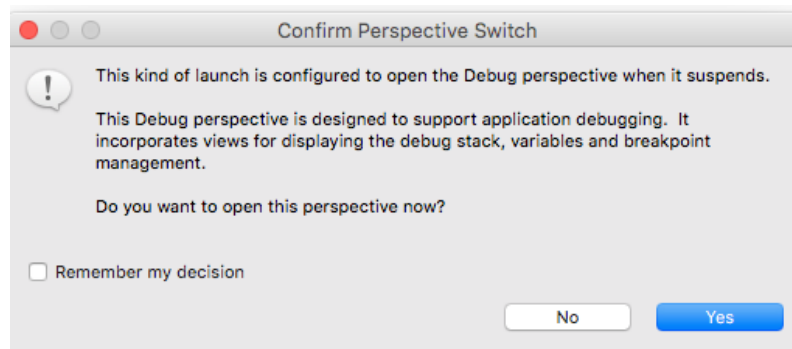 Confirm Perspective Switch
This kind of launch is configured to open the Debug perspective when it suspends.
This Debug perspective is designed to support application debugging.  It
incorporates views for displaying the debug stack, variables and breakpoint
management.
Do you want to open this perspective now?
Remember my decision
No
Yes